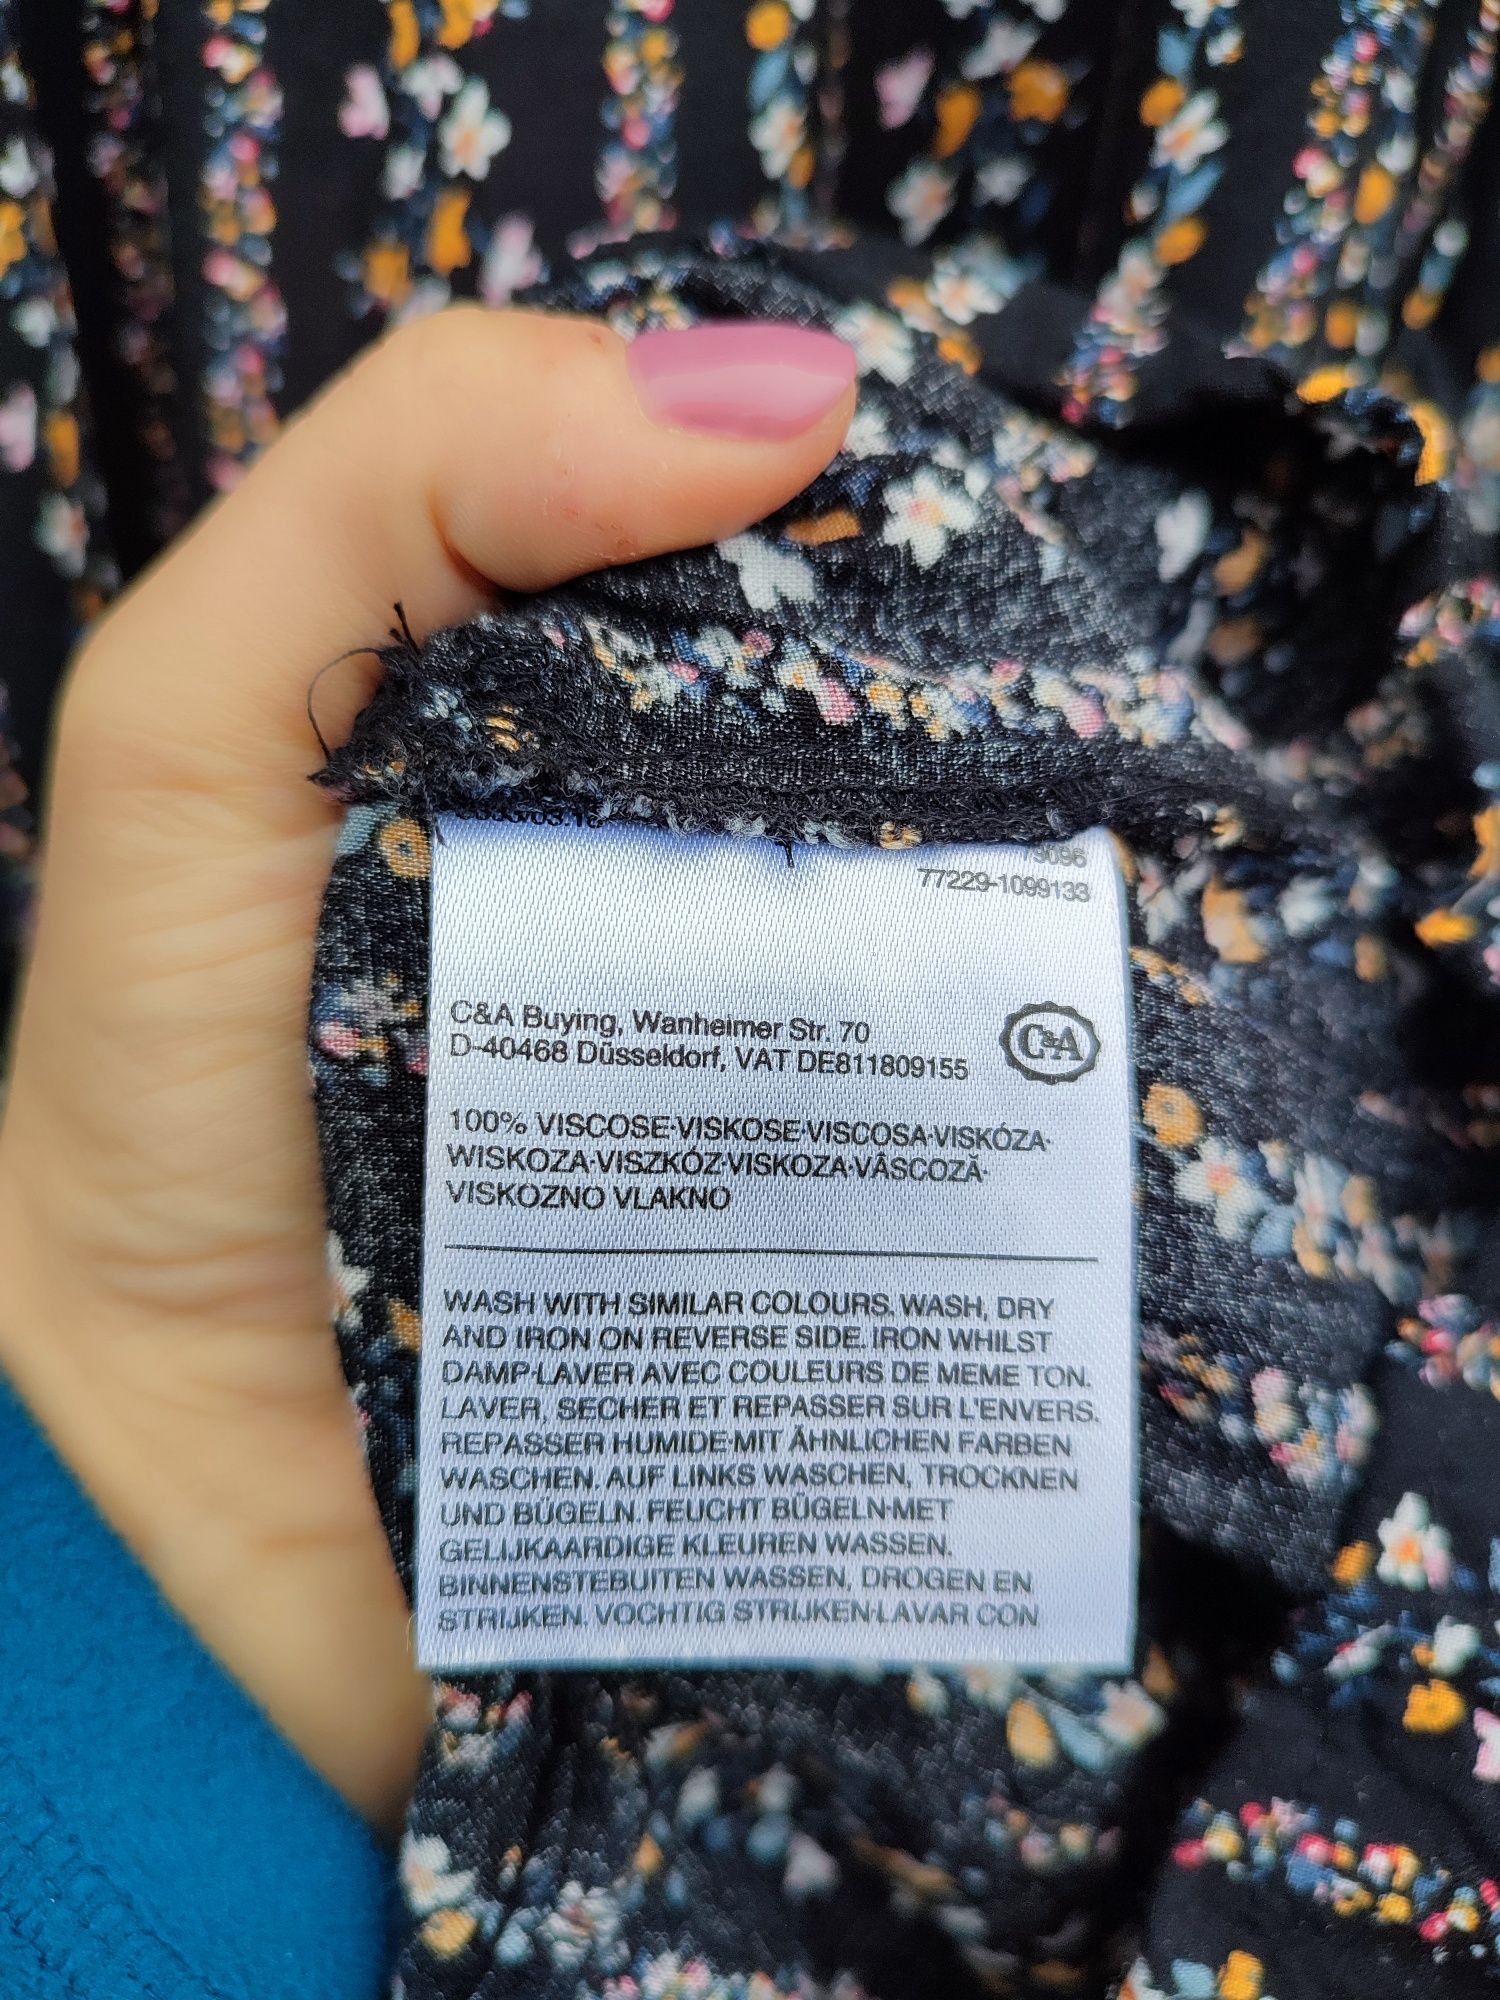 79096
77229-1099133
C&A Buying, Wanheimer Str. 70
D-40468 Düsseldorf, VAT DE811809155
C&A
100% VISCOSE·VISKOSE·VISCOSA·VISKÓZA·
WISKOZA·VISZKÓZ·VISKOZA·VÂSCOZĂ·
VISKOZNO VLAKNO
WASH WITH SIMILAR COLOURS. WASH, DRY
AND IRON ON REVERSE SIDE. IRON WHILST
DAMP·LAVER AVEC COULEURS DE MEME TON.
LAVER, SECHER ET REPASSER SUR L'ENVERS.
REPASSER HUMIDE·MIT ÄHNLICHEN FARBEN
WASCHEN. AUF LINKS WASCHEN, TROCKNEN
UND BÜGELN. FEUCHT BÜGELN·MET
GELIJKAARDIGE KLEUREN WASSEN.
BINNENSTEBUITEN WASSEN, DROGEN EN
STRIJKEN. VOCHTIG STRIJKEN·LAVAR CON